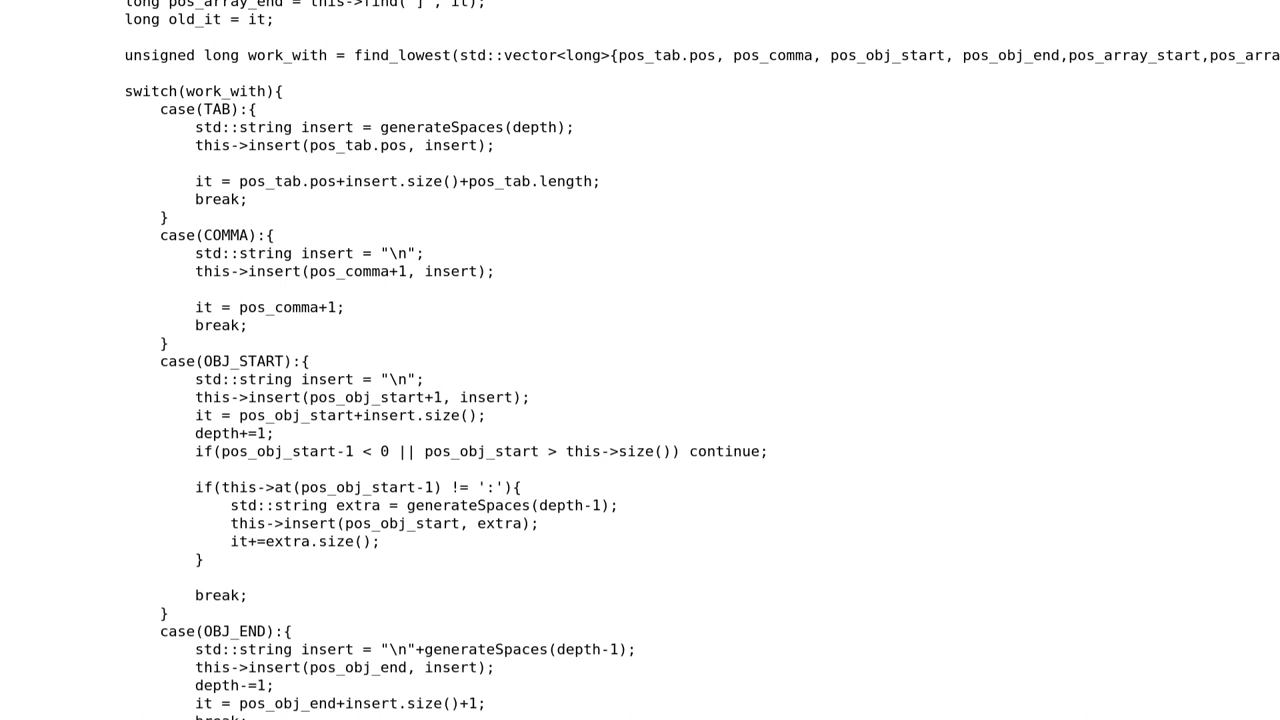 long pos_array_end = this->find("]", it);
long old_it = it;
unsigned long work_with = find_lowest(std::vector<long>{pos_tab.pos, pos_comma, pos_obj_start, pos_obj_end,pos_array_start,pos_arra
switch(work_with){
case(TAB):{
std::string insert = generateSpaces(depth);
this->insert(pos_tab.pos, insert);
it = pos_tab.pos+insert.size()+pos_tab.length;
break;
}
case(COMMA):{
std::string insert = "\n";
this->insert(pos_comma+1, insert);
it = pos_comma+1;
break;
}
case(OBJ_START):{
std::string insert = "\n";
this->insert(pos_obj_start+1, insert);
it = pos_obj_start+insert.size();
depth+=1;
if(pos_obj_start-1 < 0 || pos_obj_start > this->size()) continue;
if(this->at(pos_obj_start-1) != ':'){
std::string extra = generateSpaces(depth-1);
this->insert(pos_obj_start, extra);
it+=extra.size();
}
break;
}
case(OBJ_END):{
std::string insert = "\n"+generateSpaces(depth-1);
this->insert(pos_obj_end, insert);
depth-=1;
it = pos_obj_end+insert.size()+1;
break;